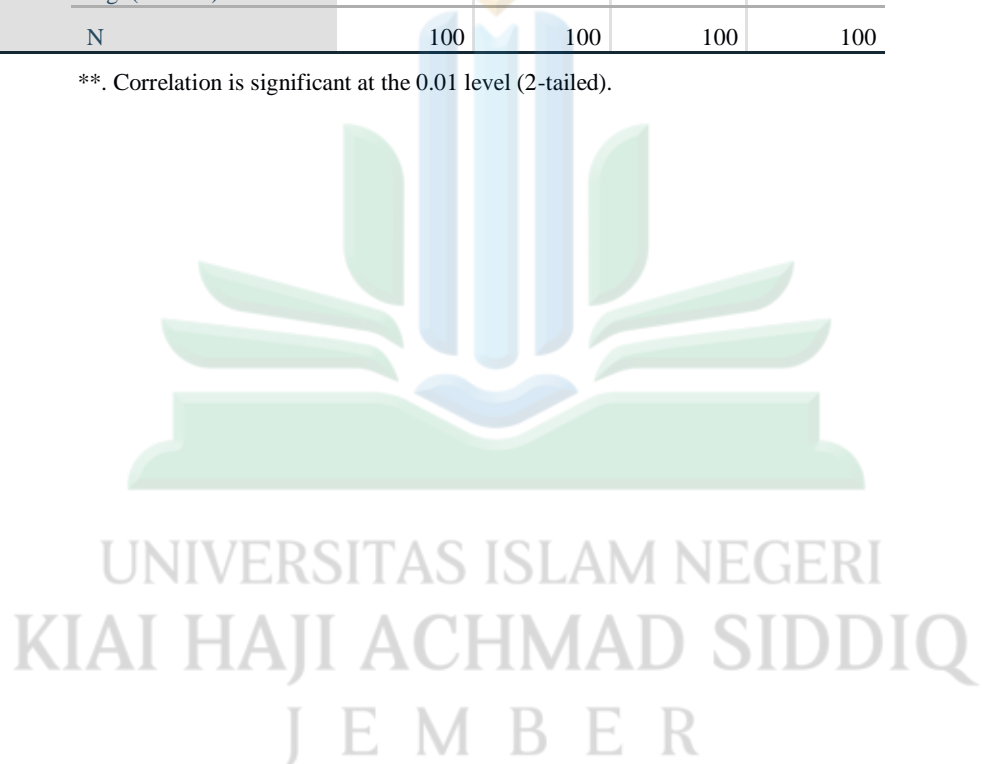 N 100 100 100 100
**. Correlation is significant at the 0.01 level (2-tailed).
UNIVERSITAS ISLAM NEGERI
KIAI HAJI ACHMAD SIDDIQ
JEMBER